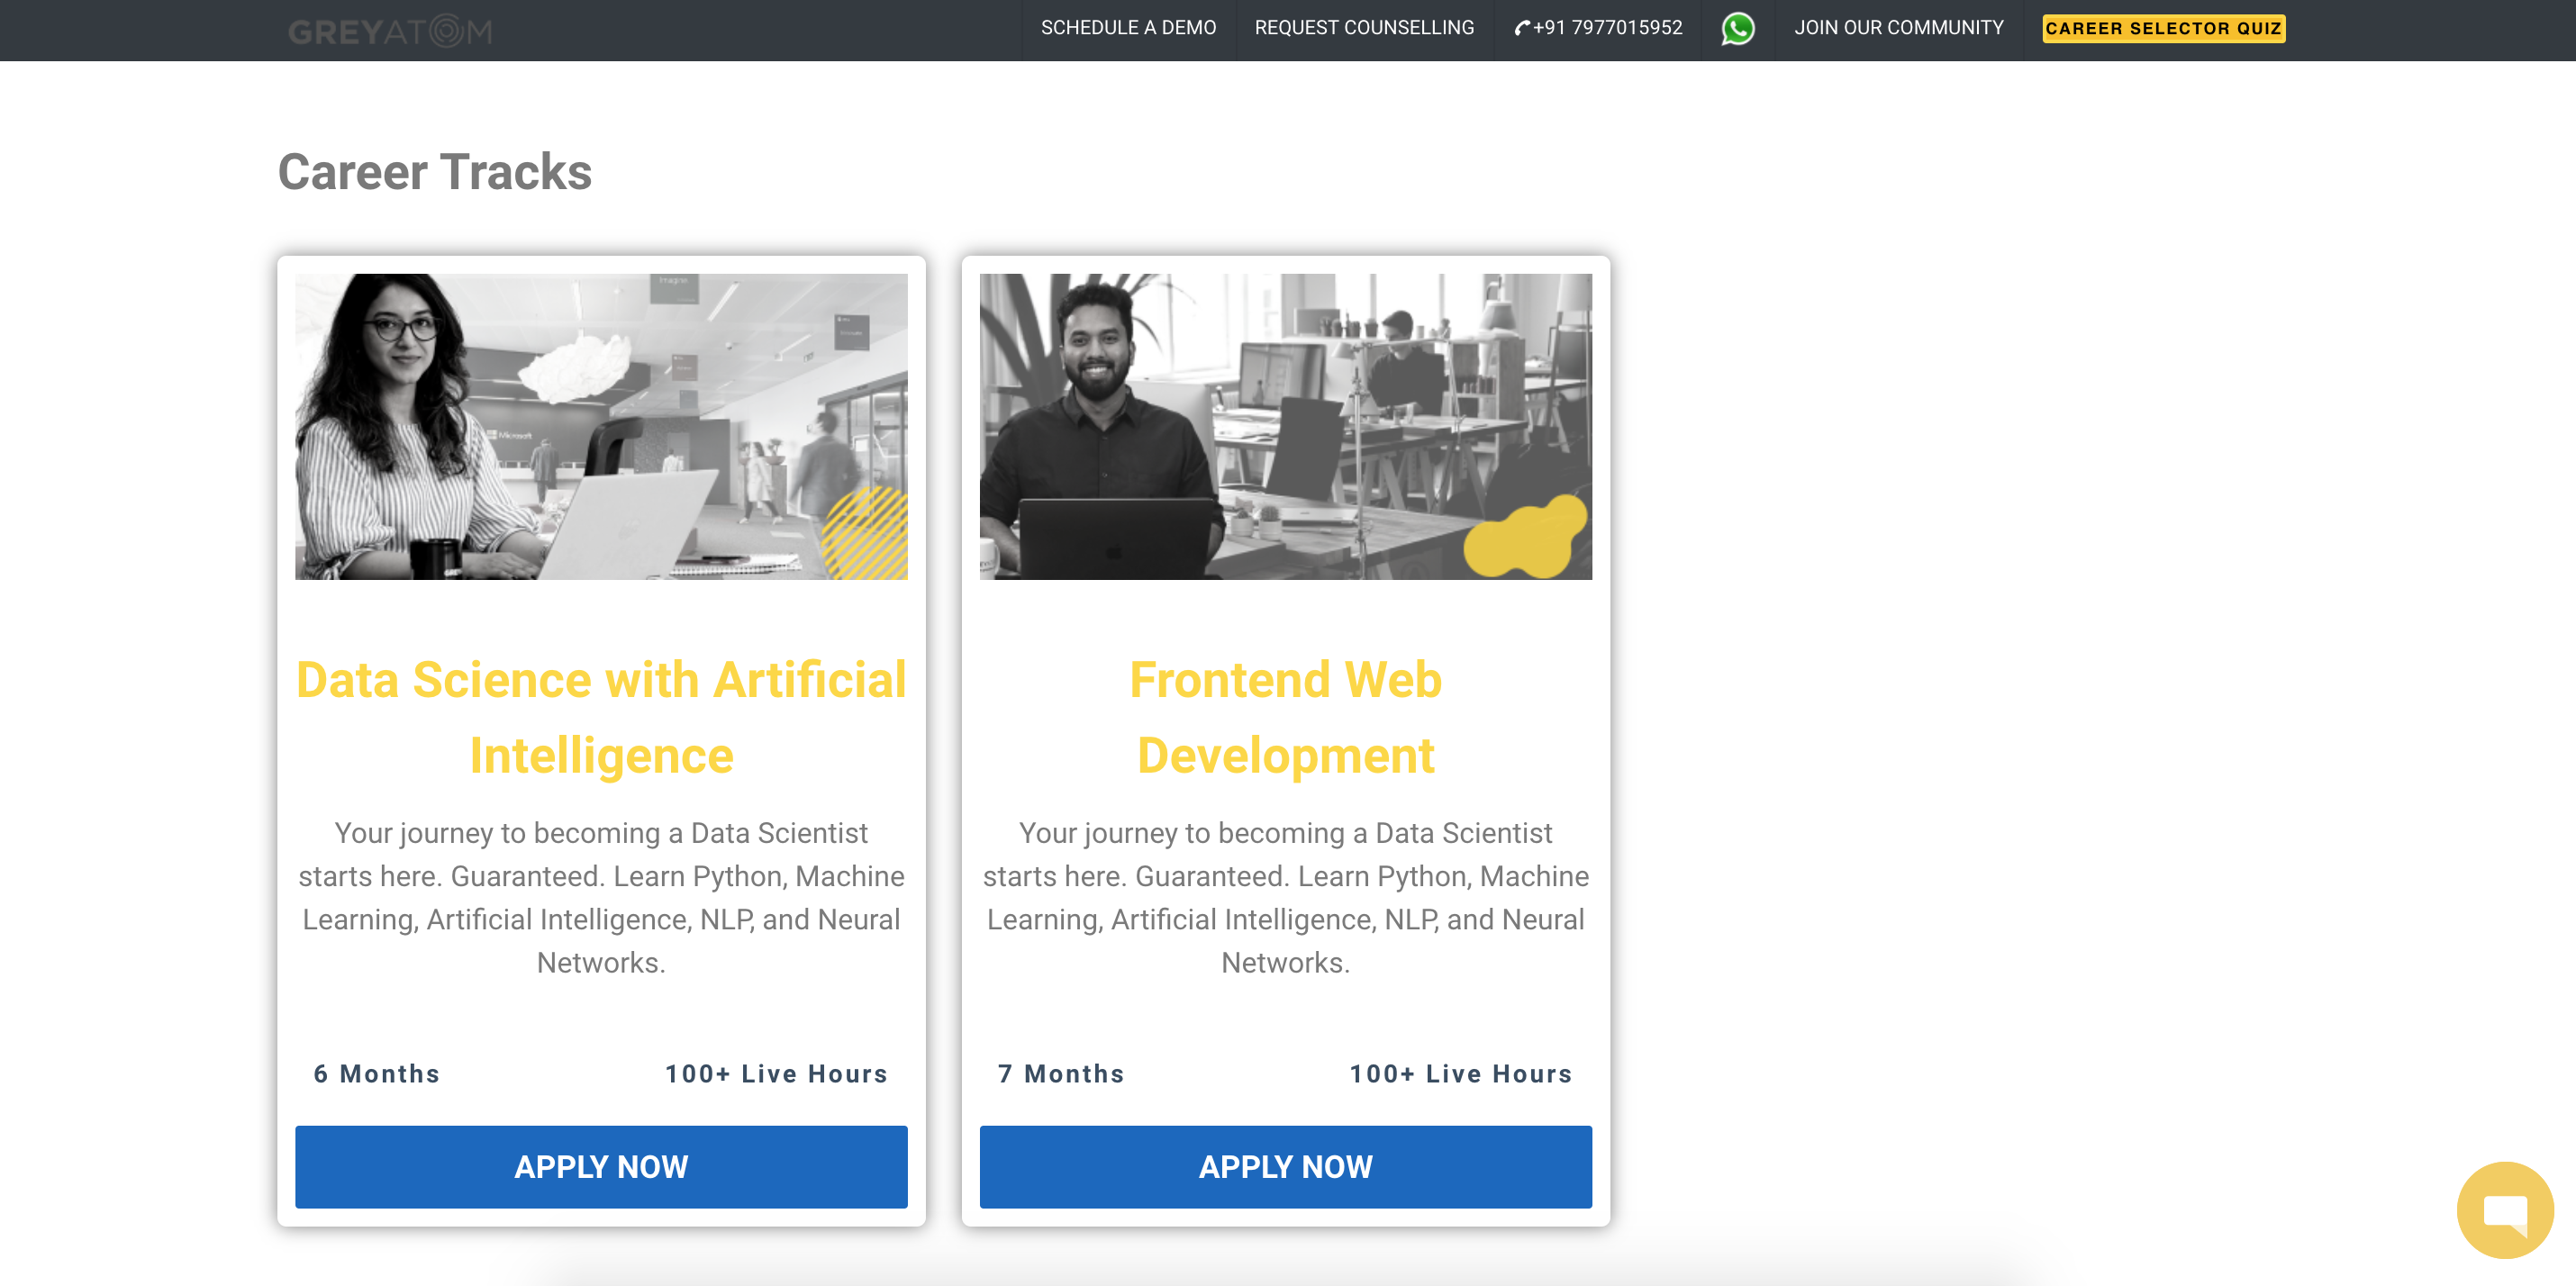 GREYATOM
SCHEDULE A DEMO
REQUEST COUNSELLING
+91 7977015952
JOIN OUR COMMUNITY
CAREER SELECTOR QUIZ
Career Tracks
Imagine
Microsoft
Data Science with Artificial
Intelligence
Your journey to becoming a Data Scientist
starts here. Guaranteed. Learn Python, Machine
Learning, Artificial Intelligence, NLP, and Neural
Networks.
6 Months
100+ Live Hours
APPLY NOW
Frontend Web
Development
Your journey to becoming a Data Scientist
starts here. Guaranteed. Learn Python, Machine
Learning, Artificial Intelligence, NLP, and Neural
Networks.
7 Months
100+ Live Hours
APPLY NOW